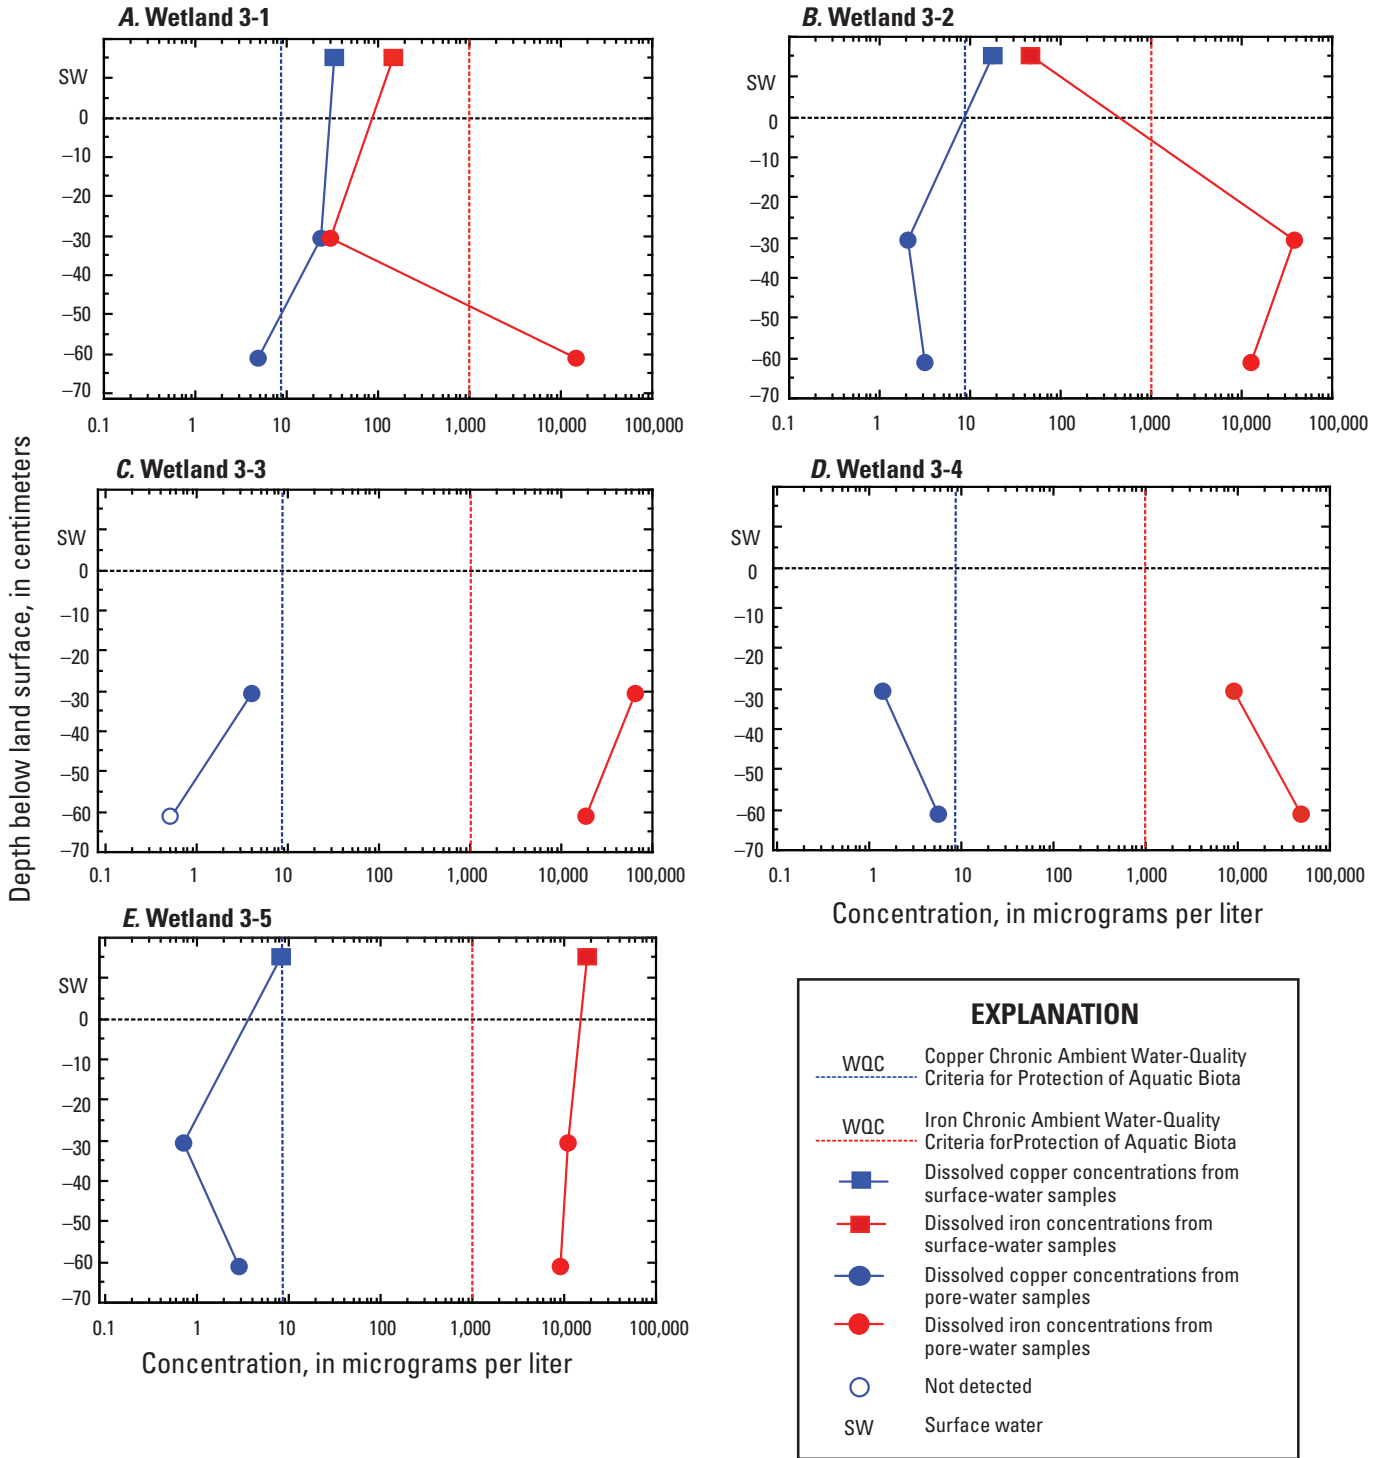 A. Wetland 3-1
SW
0
–10
–20
–30
–40
–50
–60
–70
0.1 1 10 100 1,000 10,000 100,000
B. Wetland 3-2
SW
0
–10
–20
–30
–40
–50
–60
–70
0.1 1 10 100 1,000 10,000 100,000
Depth below land surface, in centimeters
C. Wetland 3-3
SW
0
–10
–20
–30
–40
–50
–60
–70
0.1 1 10 100 1,000 10,000 100,000
D. Wetland 3-4
SW
0
–10
–20
–30
–40
–50
–60
–70
0.1 1 10 100 1,000 10,000 100,000
Concentration, in micrograms per liter
E. Wetland 3-5
SW
0
–10
–20
–30
–40
–50
–60
–70
0.1 1 10 100 1,000 10,000 100,000
Concentration, in micrograms per liter
EXPLANATION
WQC Copper Chronic Ambient Water-Quality
Criteria for Protection of Aquatic Biota
WQC Iron Chronic Ambient Water-Quality
Criteria forProtection of Aquatic Biota
Dissolved copper concentrations from
surface-water samples
Dissolved iron concentrations from
surface-water samples
Dissolved copper concentrations from
pore-water samples
Dissolved iron concentrations from
pore-water samples
Not detected
SW Surface water